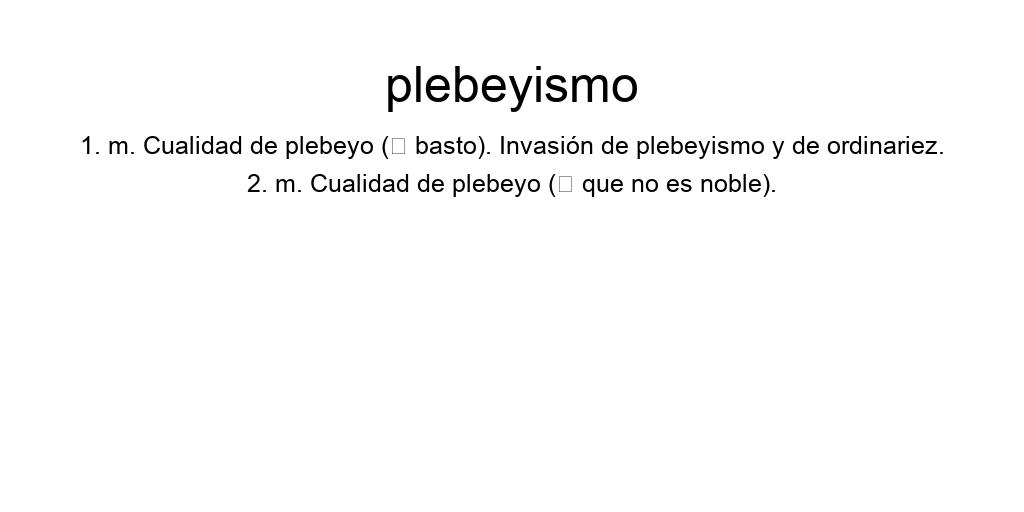 plebeyismo
1. m. Cualidad de plebeyo (□ basto). Invasión de plebeyismo y de ordinariez.
2. m. Cualidad de plebeyo (□ que no es noble).